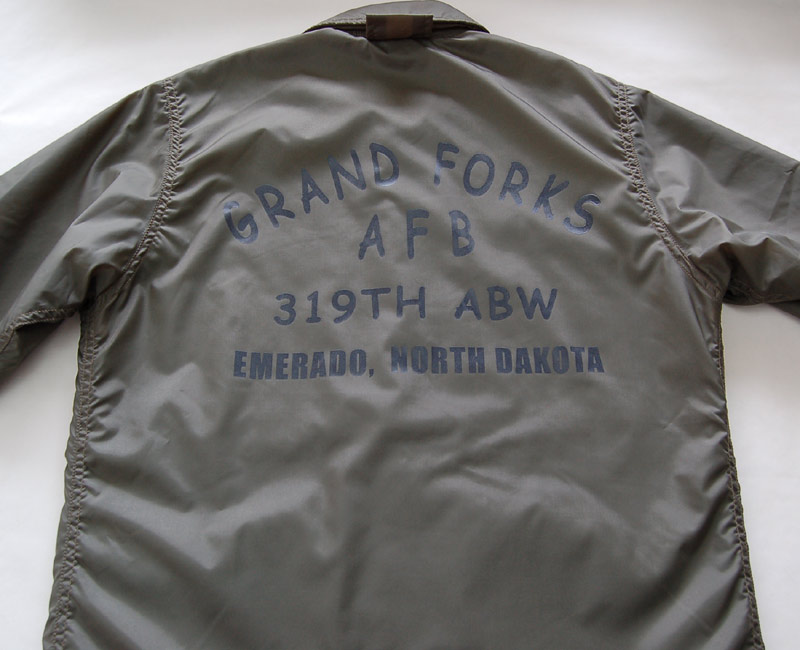 GRAND FORKS
AFB
319TH ABW
EMERADO, NORTH DAKOTA